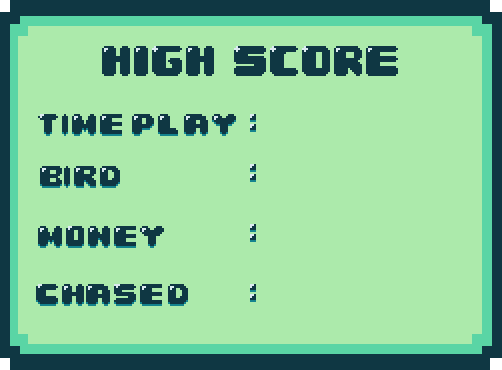 HIGH SCORE
TIME PLAY :
BIRD :
MONEY :
CHASED :